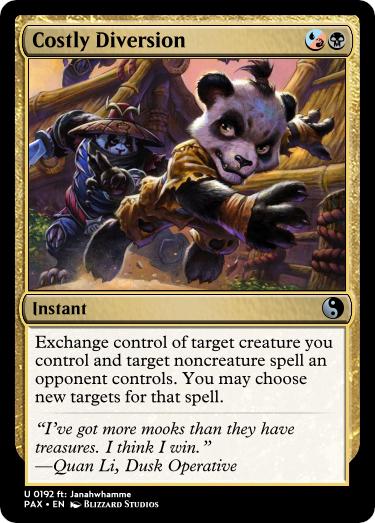 Costly Diversion
Instant
Exchange control of target creature you
control and target noncreature spell an
opponent controls. You may choose
new targets for that spell.
“I’ve got more mooks than they have
treasures. I think I win.”
—Quan Li, Dusk Operative
U 0192 ft: Janahwhamme
PAX • EN Blizzard Studios